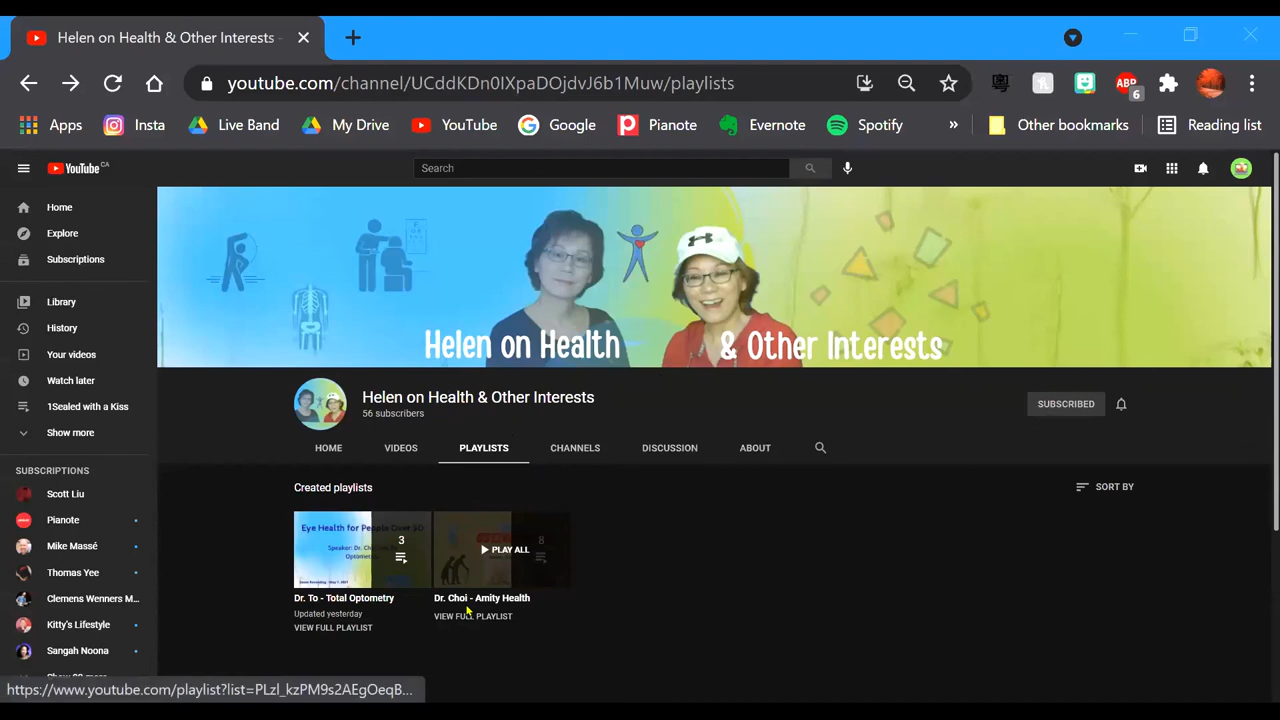 Helen on Health & Other Interests -
youtube.com/channel/UCddKDn0IXpaDOjdvJ6b1Muw/playlists
ABP
6
Apps
Insta
Live Band
My Drive
YouTube
Google
Pianote
Evernote
Spotify
»
Other bookmarks
Reading list
YouTube CA
Search
Home
Explore
Subscriptions
Library
History
Your videos
Watch later
1Sealed with a Kiss
Show more
SUBSCRIPTIONS
Scott Liu
Pianote
Mike Massé
Thomas Yee
Clemens Wenners M...
Kitty's Lifestyle
Sangah Noona
Helen on Health & Other Interests
Helen on Health & Other Interests
56 subscribers
SUBSCRIBED
HOME
VIDEOS
PLAYLISTS
CHANNELS
DISCUSSION
ABOUT
Created playlists
SORT BY
Eye Health for People Over 50
3
PLAY ALL
8
Dr. To - Total Optometry
Updated yesterday
VIEW FULL PLAYLIST
Dr. Choi - Amity Health
VIEW FULL PLAYLIST
https://www.youtube.com/playlist?list=PLzl_kzPM9s2AEgOeqB...